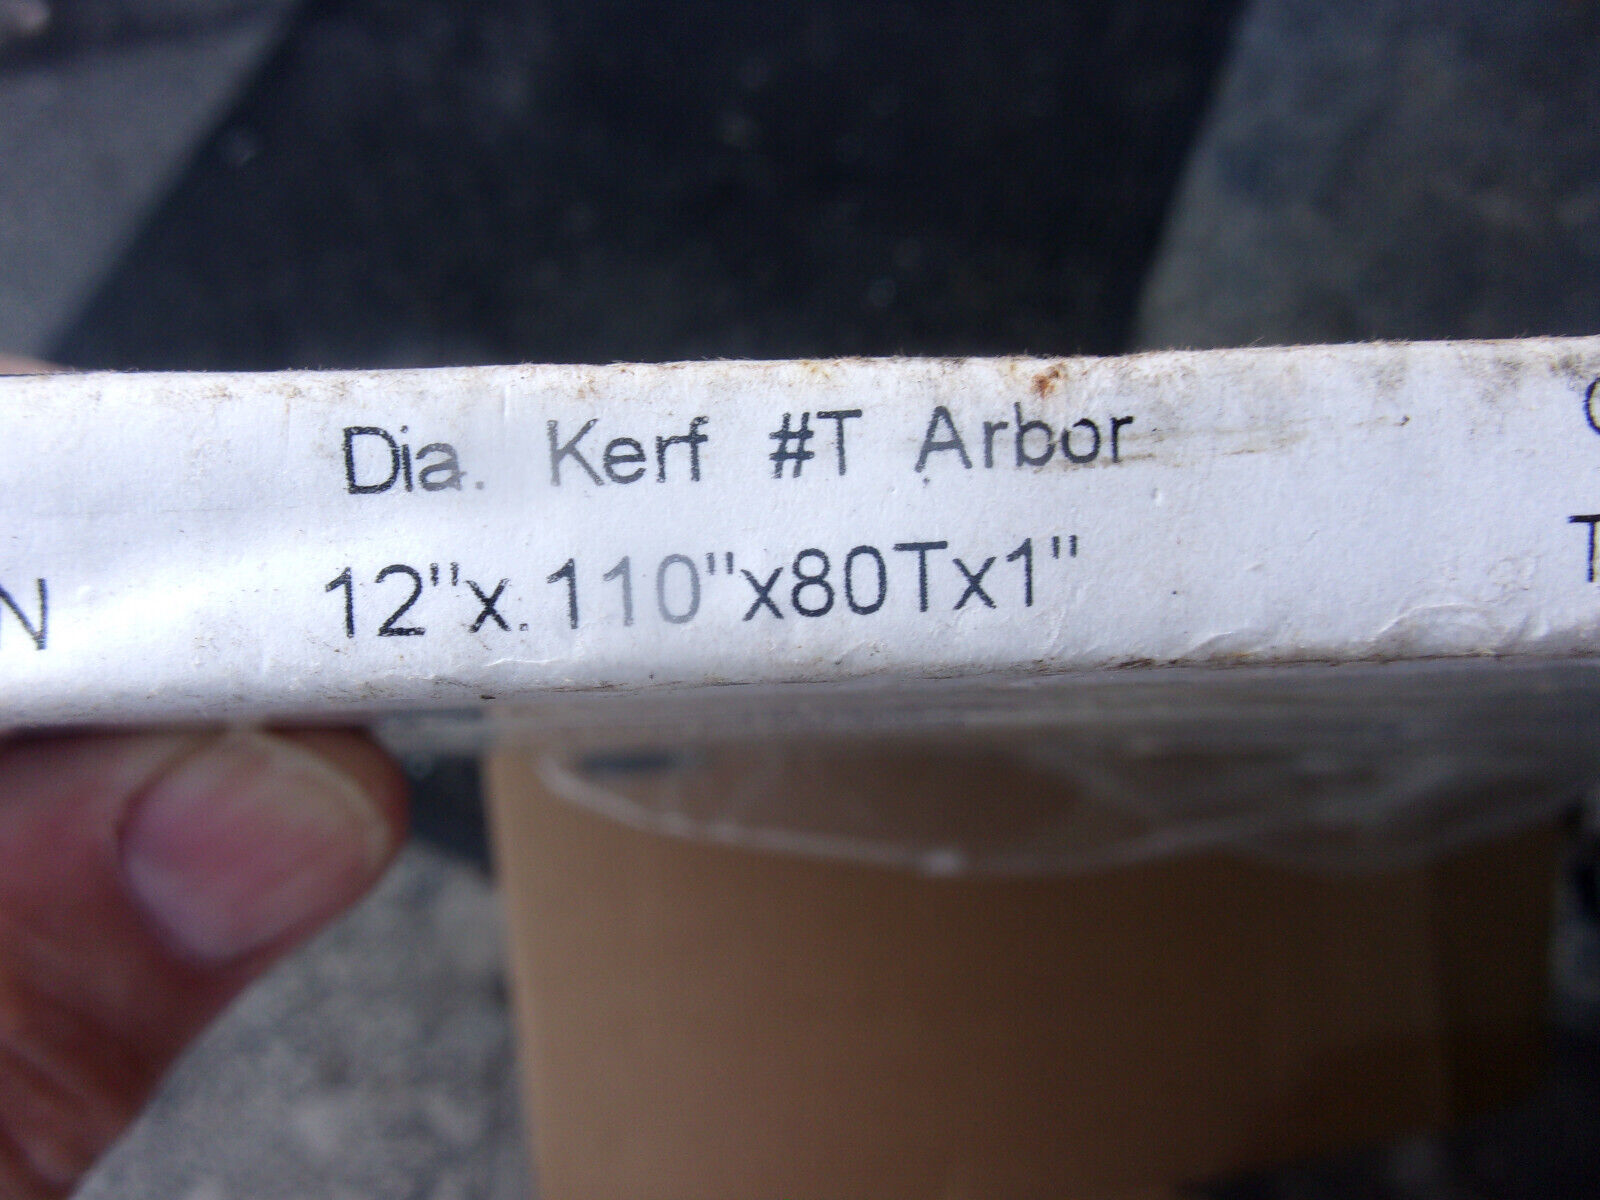 Dia. Kerf #T Arbor
12"x.110"x80Tx1"
N
T